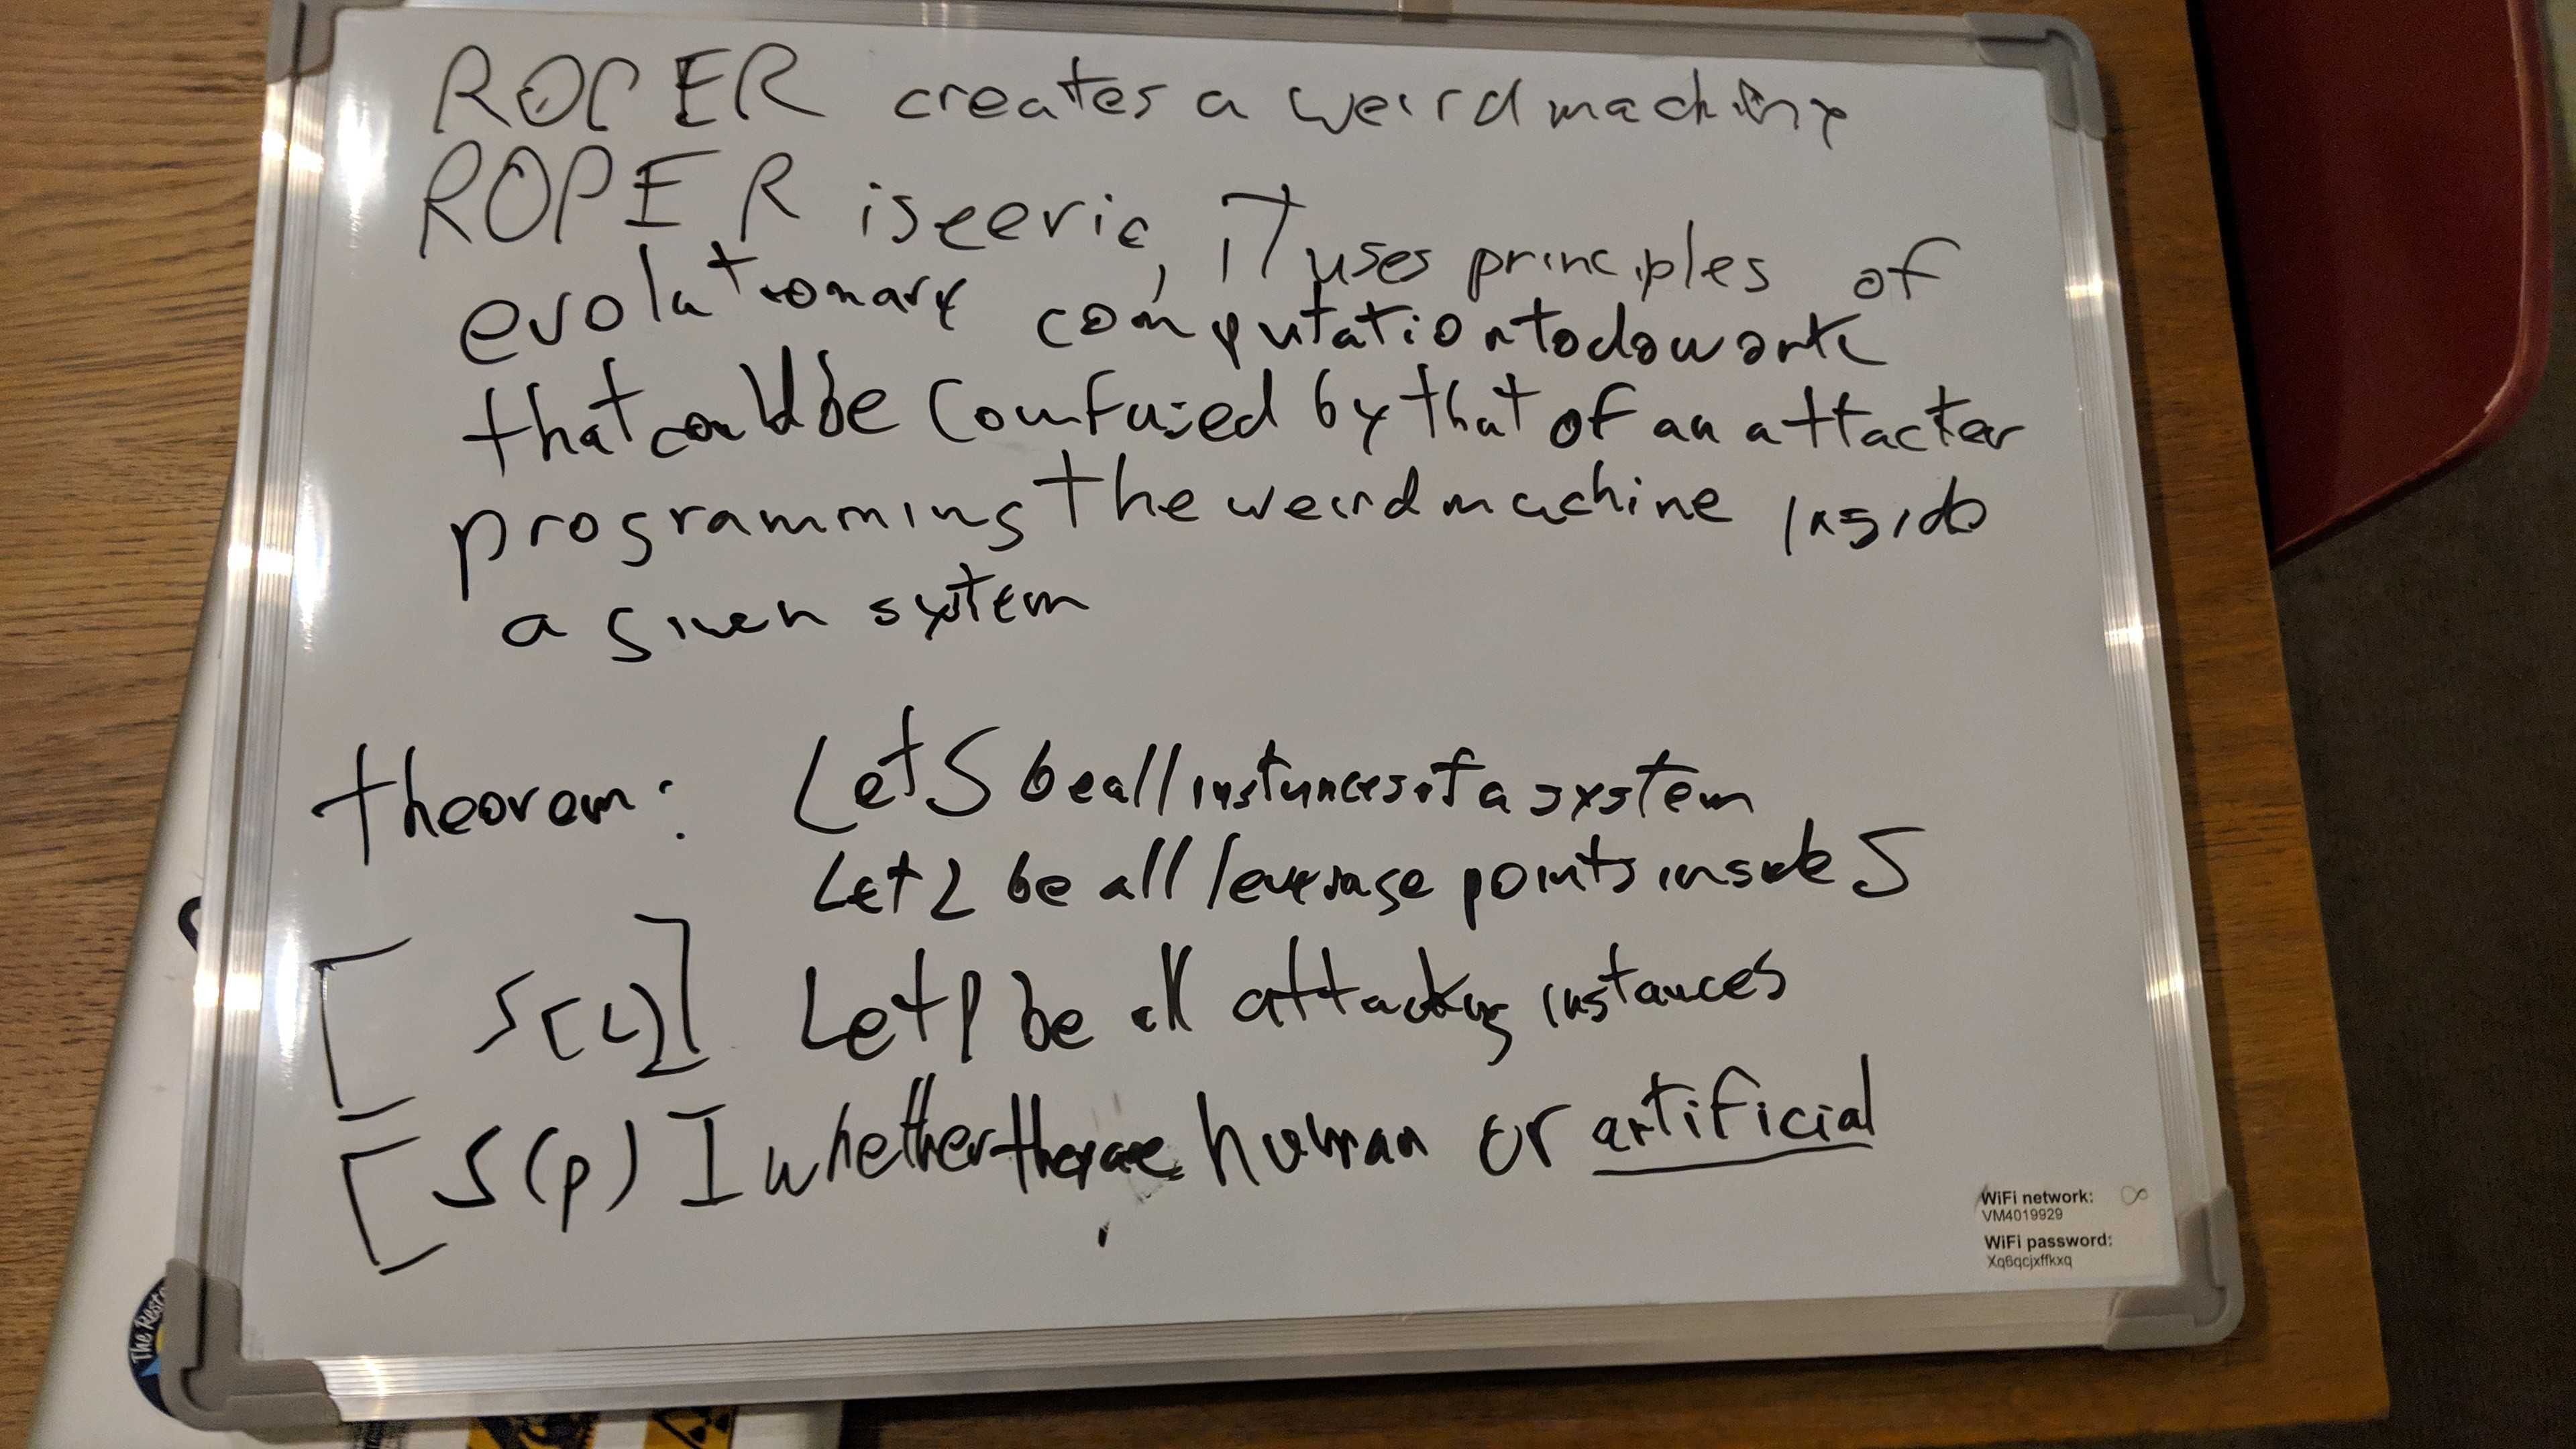 ROPER creates a weird machine
ROPER is eerie, it uses principles of
evolutionary computation to do work
that could be confused by that of an attacker
programming the weird machine inside
a given system
theorem: Let S be all instances of a system
Let L be all leverage points inside S
[ S[L] ] Let p be all attacking instances
[ S(p) ] whether there are human or artificial
WiFi network: ∞
VM4019929
WiFi password:
Xq6qcjxffkxq
The Resta